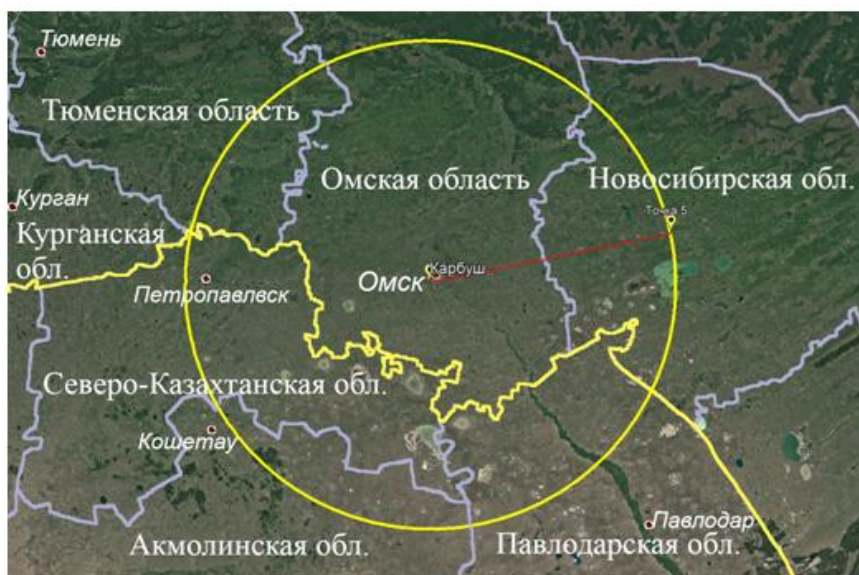 Тюмень
Тюменская область
Омская область
Новосибирская обл.
Курган
Точка 5
Курганская
обл.
Карбуш
Омск
Петропавлвск
Северо-Казахтанская обл.
Кошетау
Павлодар
Акмолинская обл.
Павлодарская обл.